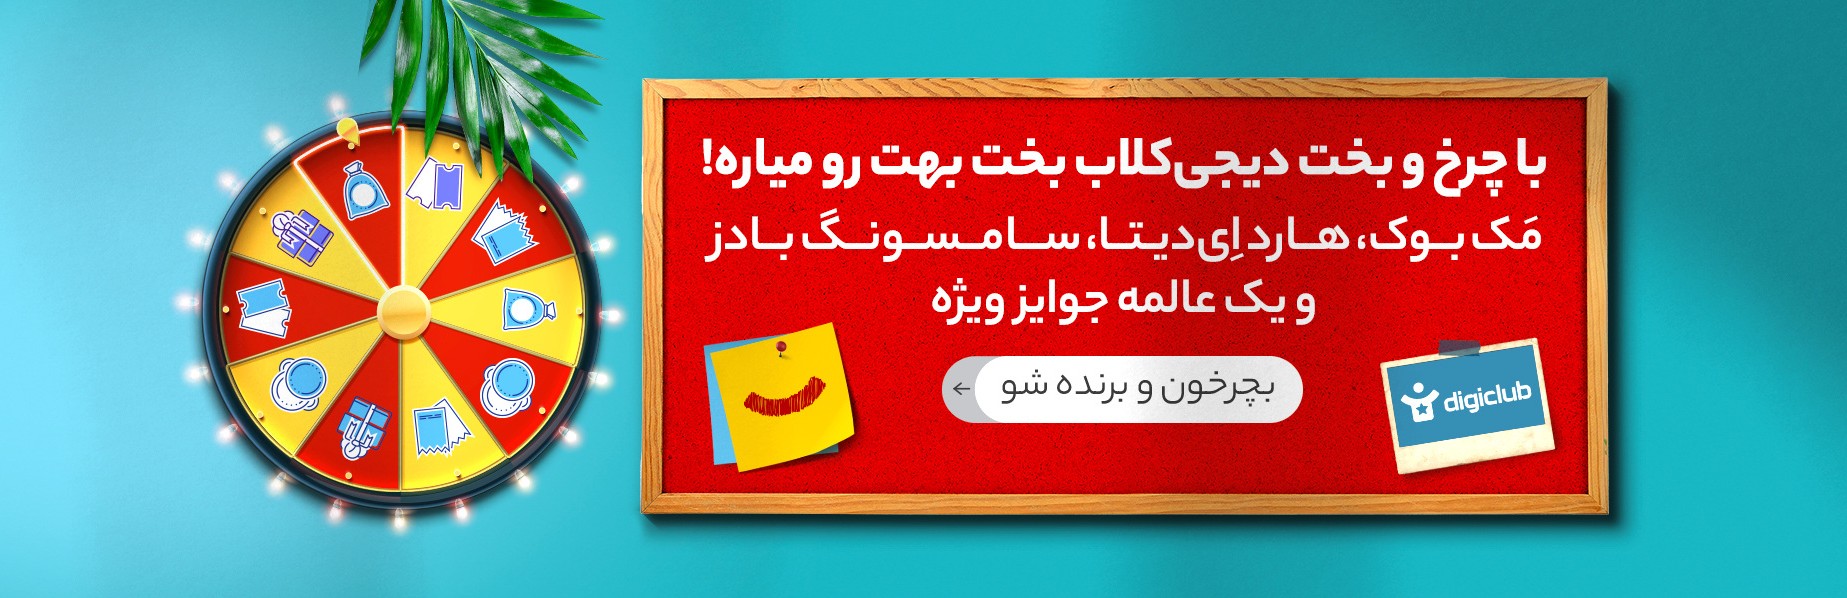 با چرخ و بخت دیجی‌کلاب بخت بهت رو میاره!
مَک‌بوک، هارد اِی‌دیتا، سامسونگ بادز
و یک عالمه جوایز ویژه
بچرخون و برنده شو
digiclub